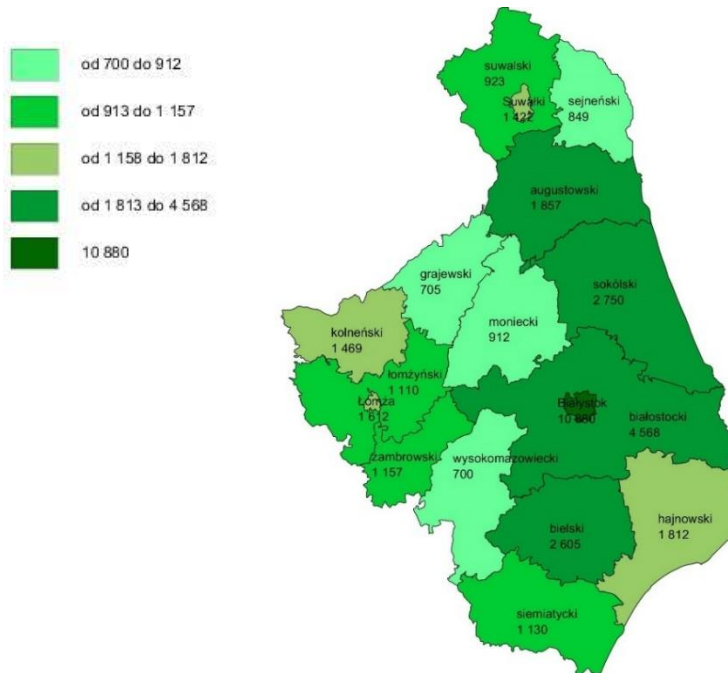 od 700 do 912
od 913 do 1 157
od 1 158 do 1 812
od 1 813 do 4 568
10 880
suwalski
923
Suwałki
1 422
sejneński
849
augustowski
1 857
grajewski
705
sokólski
2 750
moniecki
912
kolneński
1 469
łomżyński
1 110
Łomża
1 612
Białystok
10 880
białostocki
4 568
zambrowski
1 157
wysokomazowiecki
700
hajnowski
1 812
bielski
2 605
siemiatycki
1 130